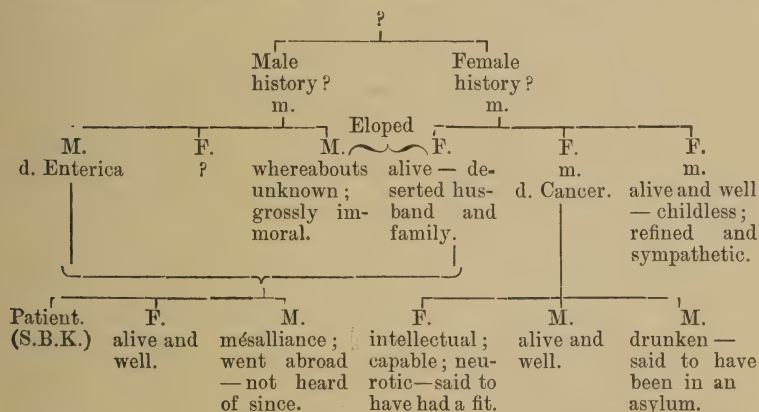 ?
Male Female
history? history?
m. m.
Eloped
M. F. M. F. F. F.
d. Enterica ? whereabouts alive — de- m. m.
unknown; serted hus- d. Cancer. alive and well
grossly im- band and — childless;
moral. family. refined and
sympathetic.
Patient. F. M. F. M. M.
(S.B.K.) alive and mésalliance; intellectual; alive and drunken—
well. went abroad capable; neu- well. said to have
—not heard rotic—said to been in an
of since. have had a fit. asylum.